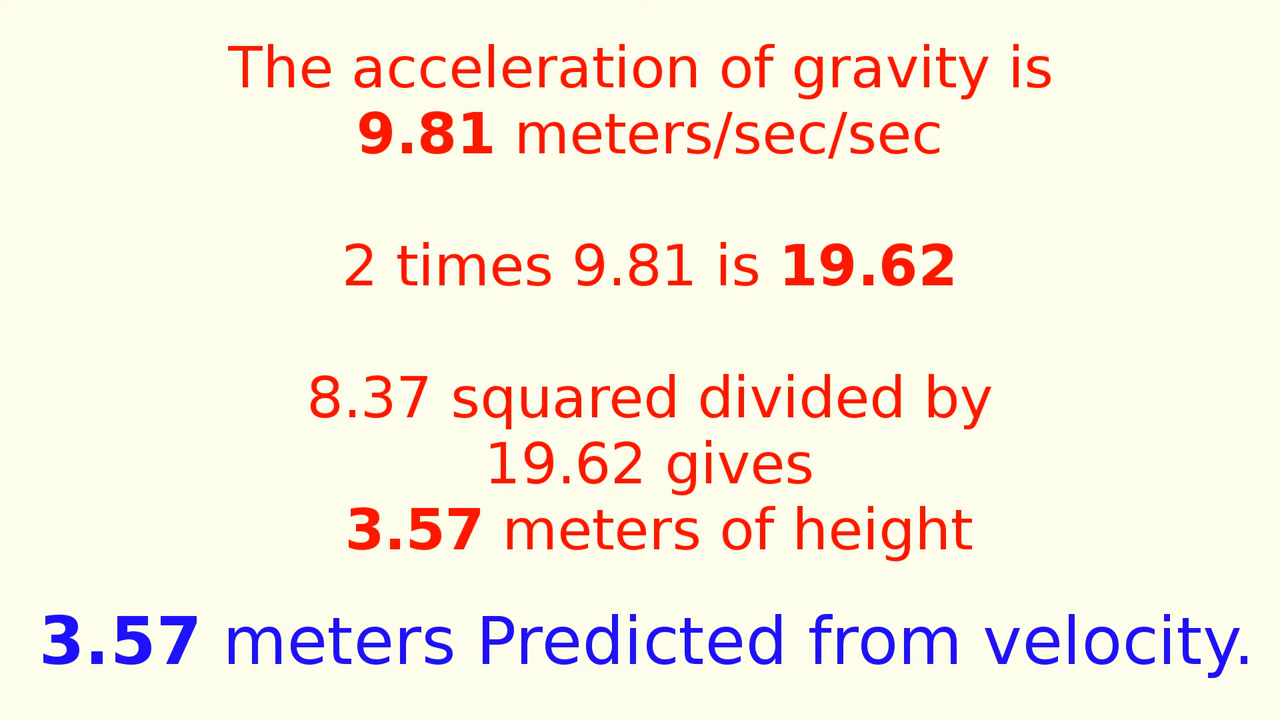 The acceleration of gravity is
9.81 meters/sec/sec
2 times 9.81 is 19.62
8.37 squared divided by
19.62 gives
3.57 meters of height
3.57 meters Predicted from velocity.